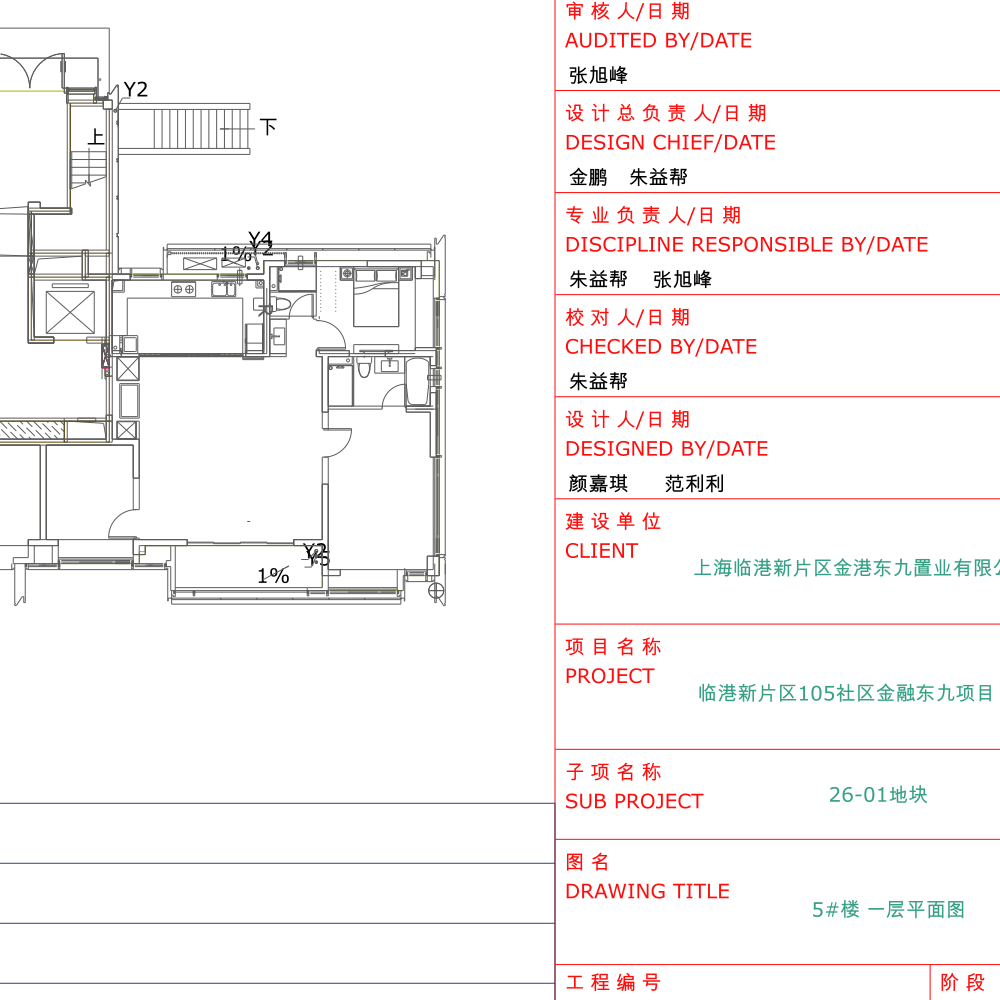 审核人/日期
AUDITED BY/DATE
张旭峰
设计总负责人/日期
DESIGN CHIEF/DATE
金鹏 朱益帮
专业负责人/日期
DISCIPLINE RESPONSIBLE BY/DATE
朱益帮 张旭峰
校对人/日期
CHECKED BY/DATE
朱益帮
设计人/日期
DESIGNED BY/DATE
颜嘉琪 范利利
建设单位
CLIENT
上海临港新片区金港东九置业有限公
项目名称
PROJECT
临港新片区105社区金融东九项目
子项名称
SUB PROJECT
26-01地块
图名
DRAWING TITLE
5#楼 一层平面图
工程编号
阶段
Y2
下
上
Y4
1%
1%